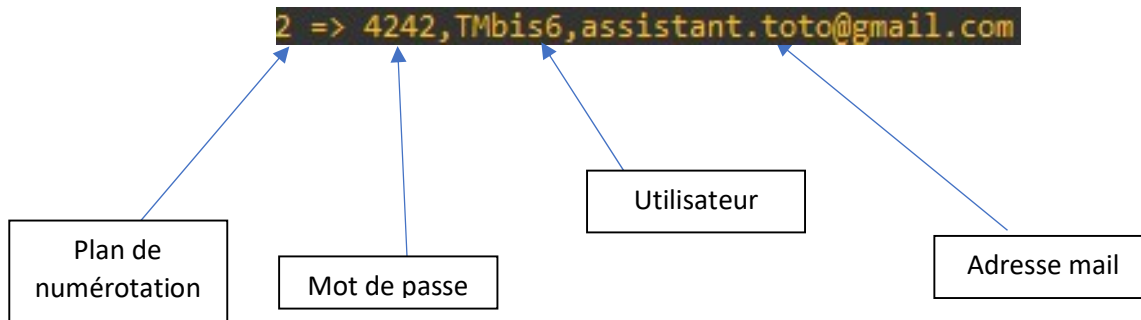 2 => 4242,TMbis6,assistant.toto@gmail.com
Utilisateur
Plan de
numérotation
Mot de passe
Adresse mail